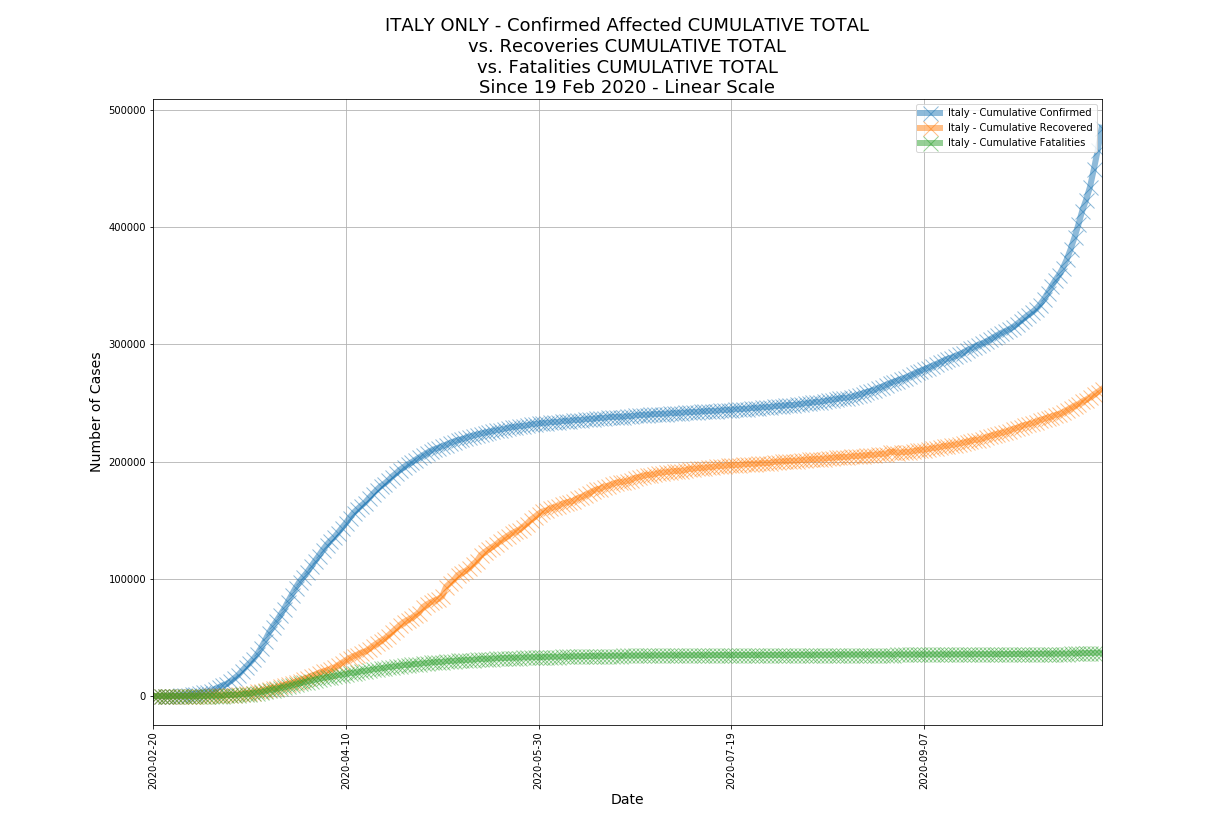 ITALY ONLY - Confirmed Affected CUMULATIVE TOTAL
vs. Recoveries CUMULATIVE TOTAL
vs. Fatalities CUMULATIVE TOTAL
Since 19 Feb 2020 - Linear Scale
Italy - Cumulative Confirmed
Italy - Cumulative Recovered
Italy - Cumulative Fatalities
Number of Cases
500000
400000
300000
200000
100000
0
2020-02-20
2020-04-10
2020-05-30
2020-07-19
2020-09-07
Date